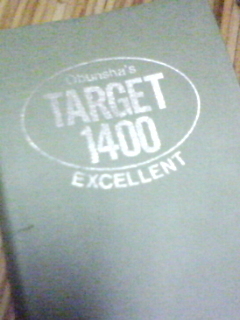 Obunsha's
TARGET
1400
EXCELLENT